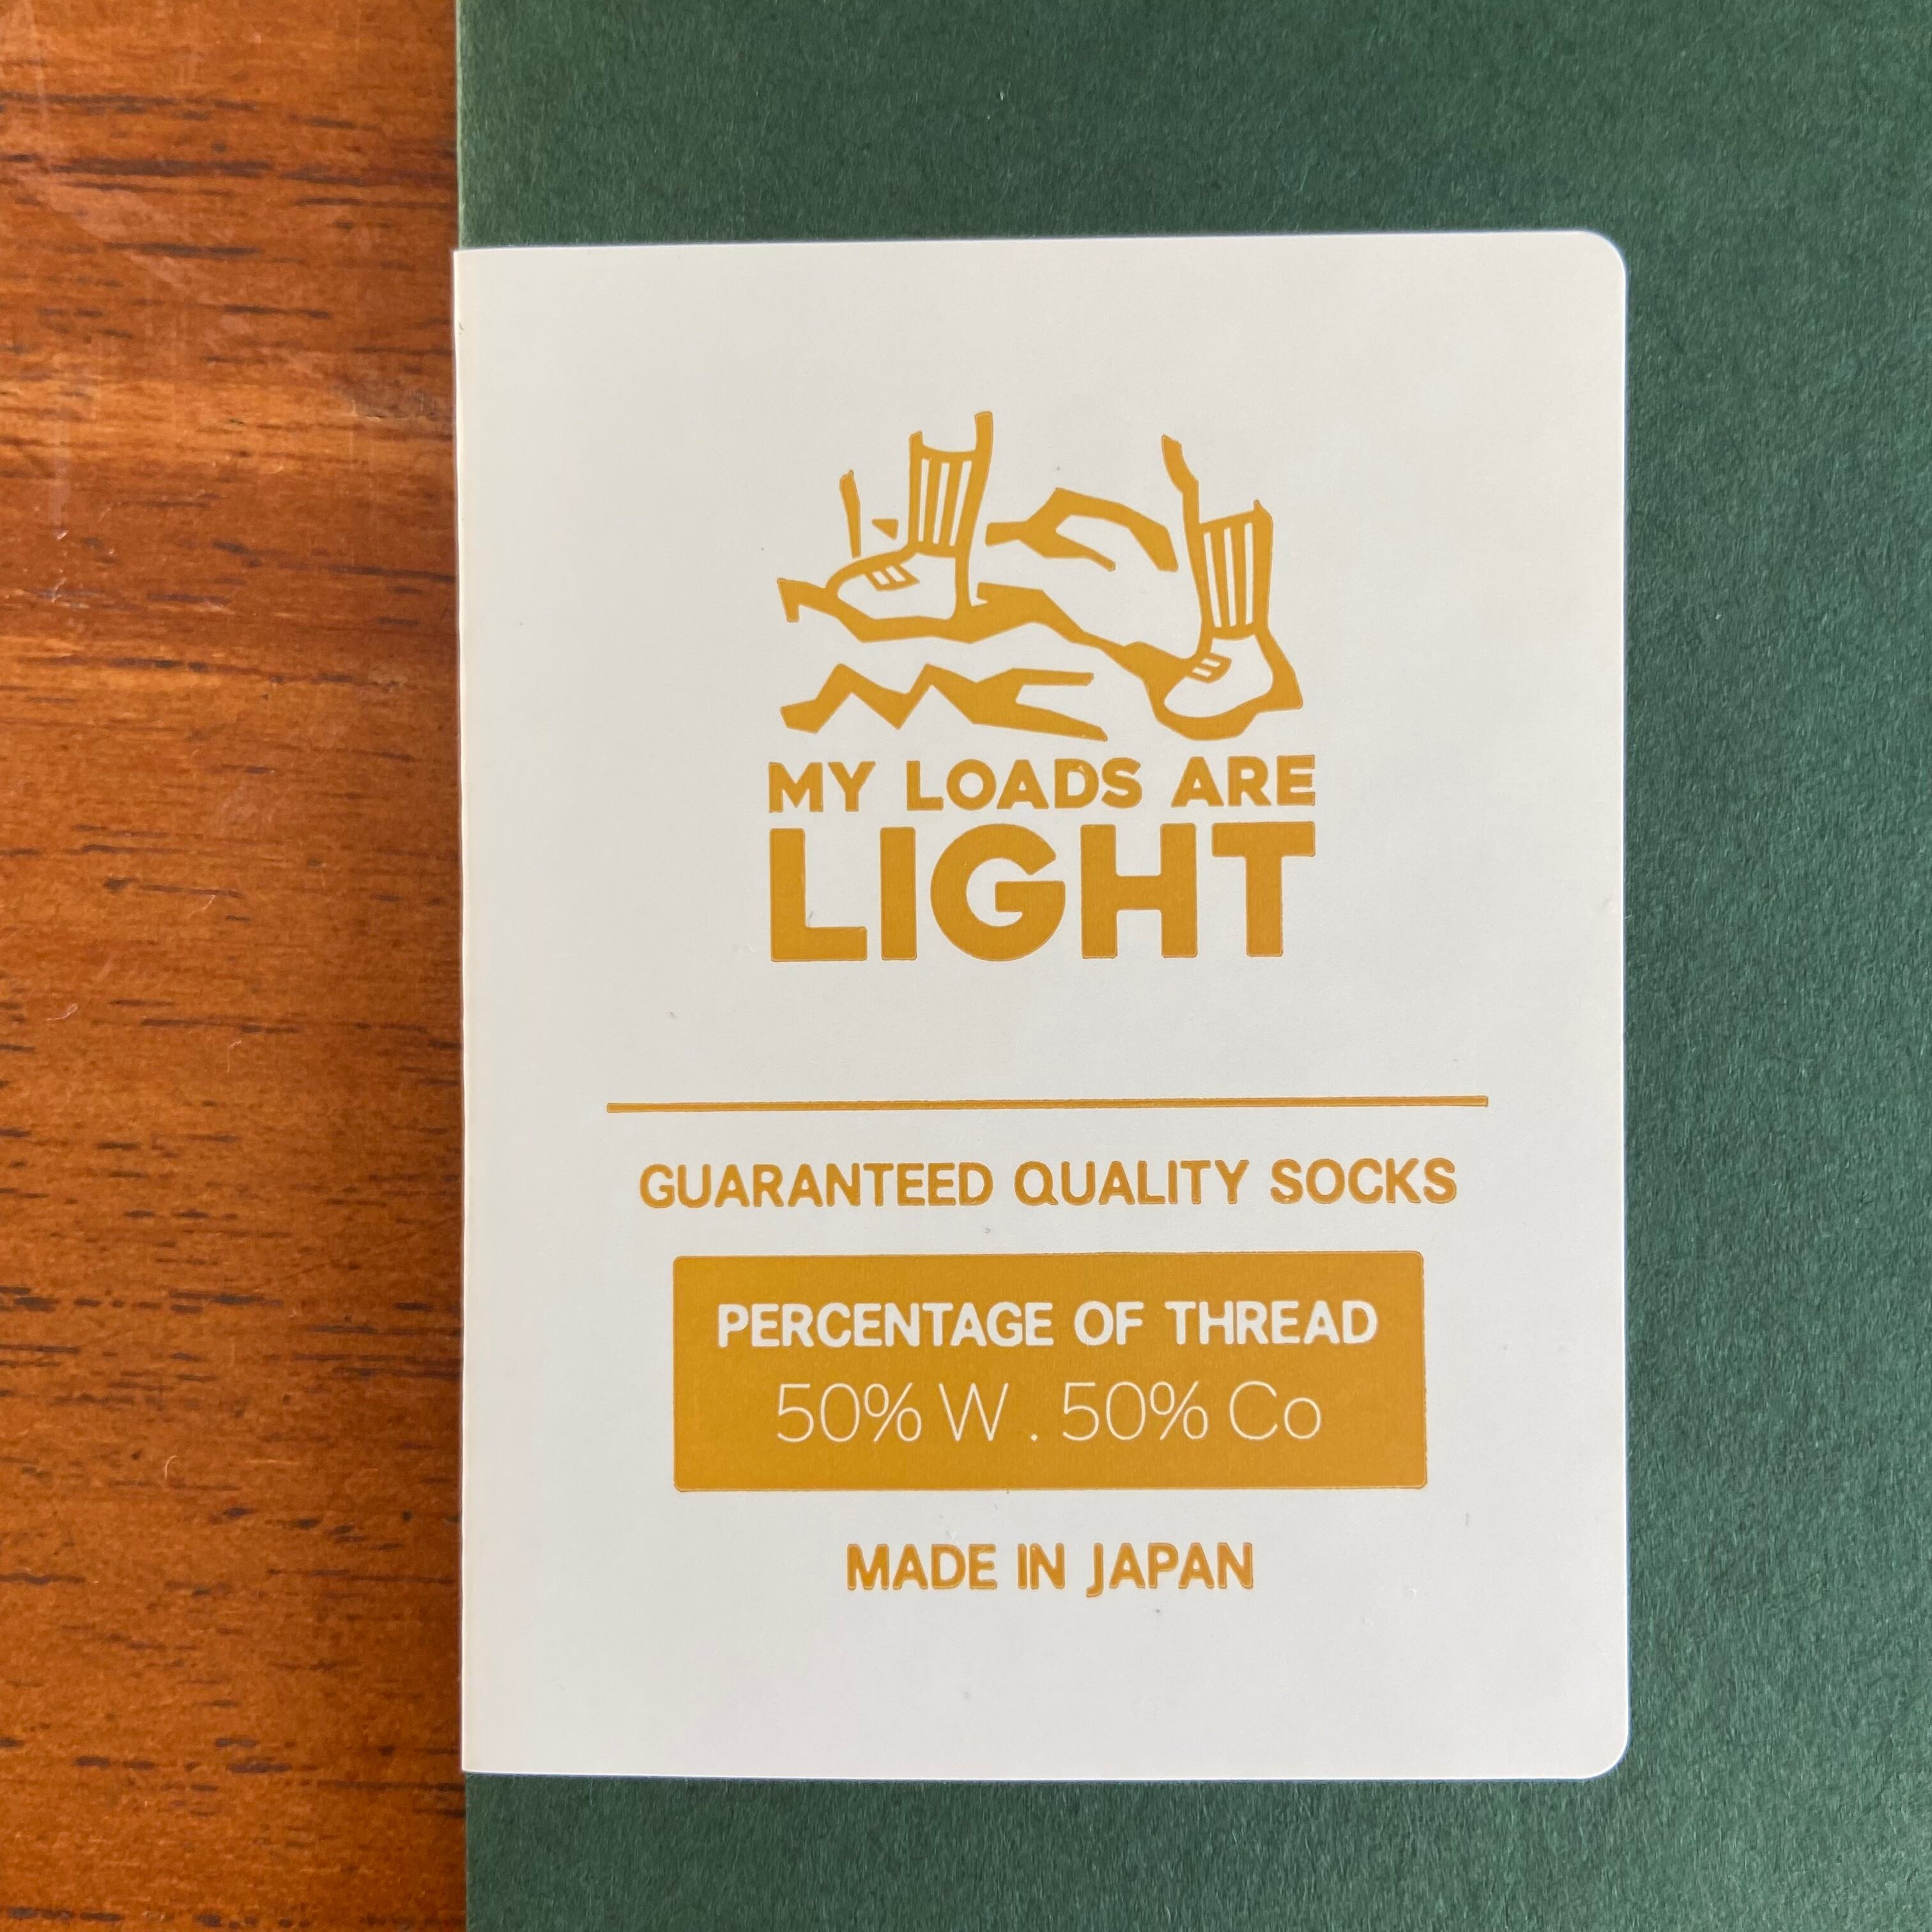 MY LOADS ARE
LIGHT
GUARANTEED QUALITY SOCKS
PERCENTAGE OF THREAD
50% W . 50% Co
MADE IN JAPAN